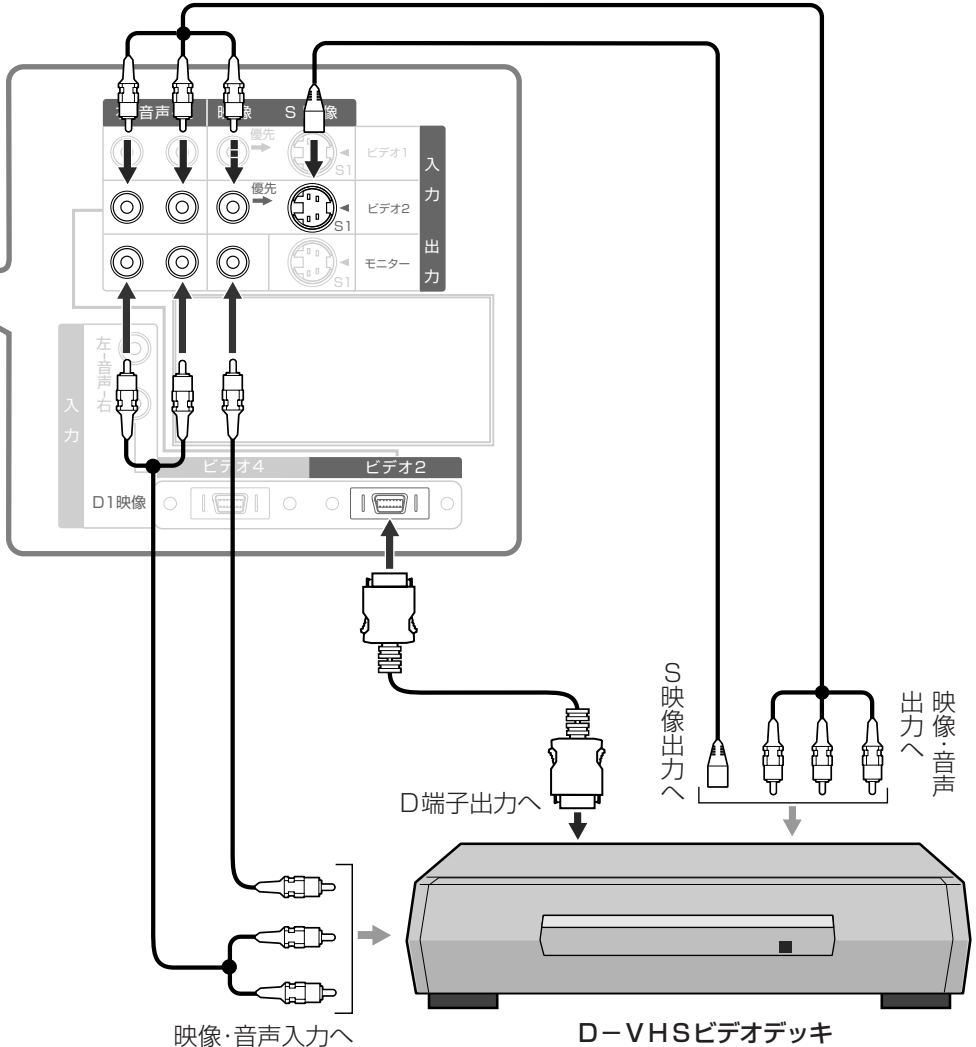 音声
映像
S 像
優先
S1
ビデオ1
入力
優先
S1
ビデオ2
S1
モニター
出力
左-音声-右
入力
ビデオ4
ビデオ2
D1映像
S映像出力へ
映像・音声
出力へ
D端子出力へ
映像・音声入力へ
D-VHSビデオデッキ